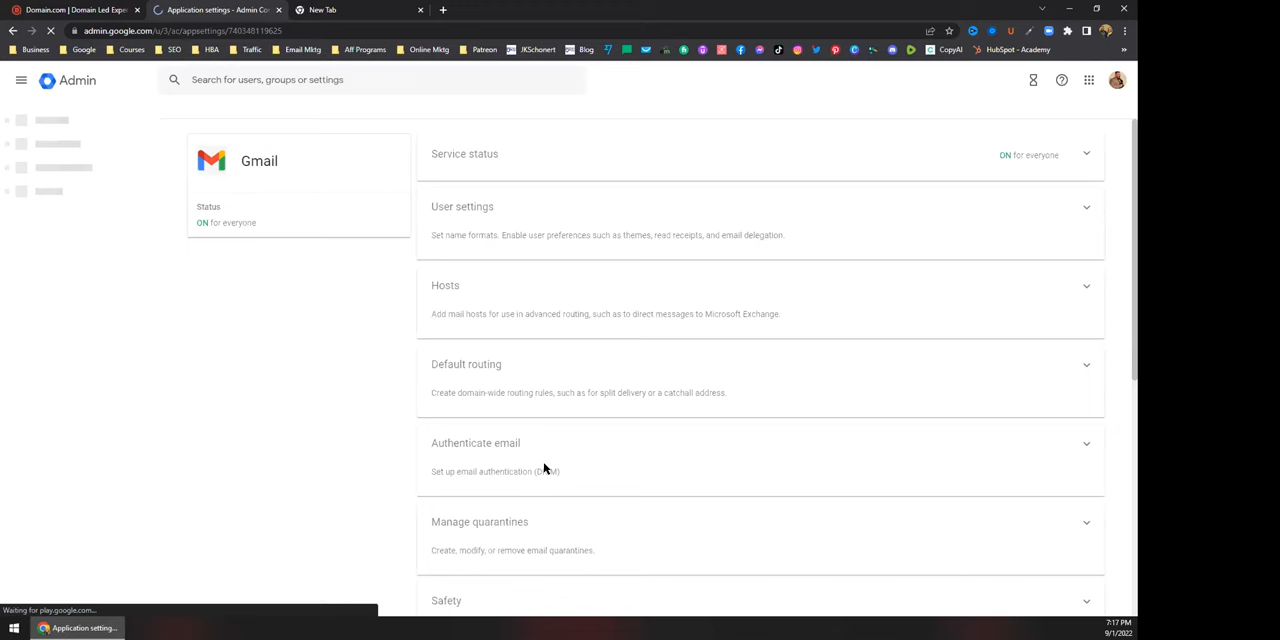 Domain.com | Domain Led Expe
Application settings - Admin Co
New Tab
admin.google.com/u/3/ac/appsettings/740348119625
Business
Google
Courses
SEO
HBA
Traffic
Email Mktg
Aff Programs
Online Mktg
Patreon
JKSchonert
Blog
CopyAI
HubSpot - Academy
Admin
Search for users, groups or settings
Gmail
Status
ON for everyone
Service status
ON for everyone
User settings
Set name formats. Enable user preferences such as themes, read receipts, and email delegation.
Hosts
Add mail hosts for use in advanced routing, such as to direct messages to Microsoft Exchange.
Default routing
Create domain-wide routing rules, such as for split delivery or a catchall address.
Authenticate email
Set up email authentication (DKIM)
Manage quarantines
Create, modify, or remove email quarantines.
Safety
Waiting for play.google.com...
Application setting...
7:17 PM
9/1/2022